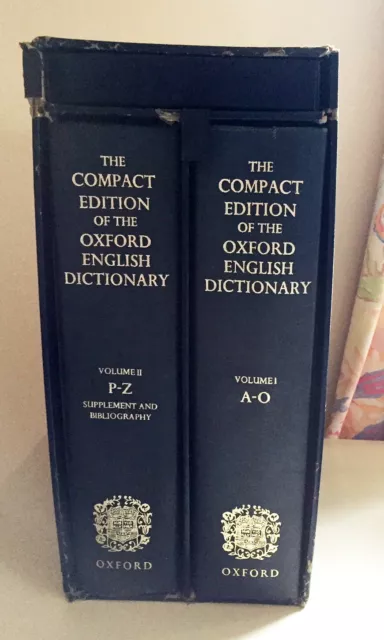 THE
COMPACT
EDITION
OF THE
OXFORD
ENGLISH
DICTIONARY
VOLUME II
P-Z
SUPPLEMENT AND
BIBLIOGRAPHY
OXFORD
THE
COMPACT
EDITION
OF THE
OXFORD
ENGLISH
DICTIONARY
VOLUME I
A-O
OXFORD